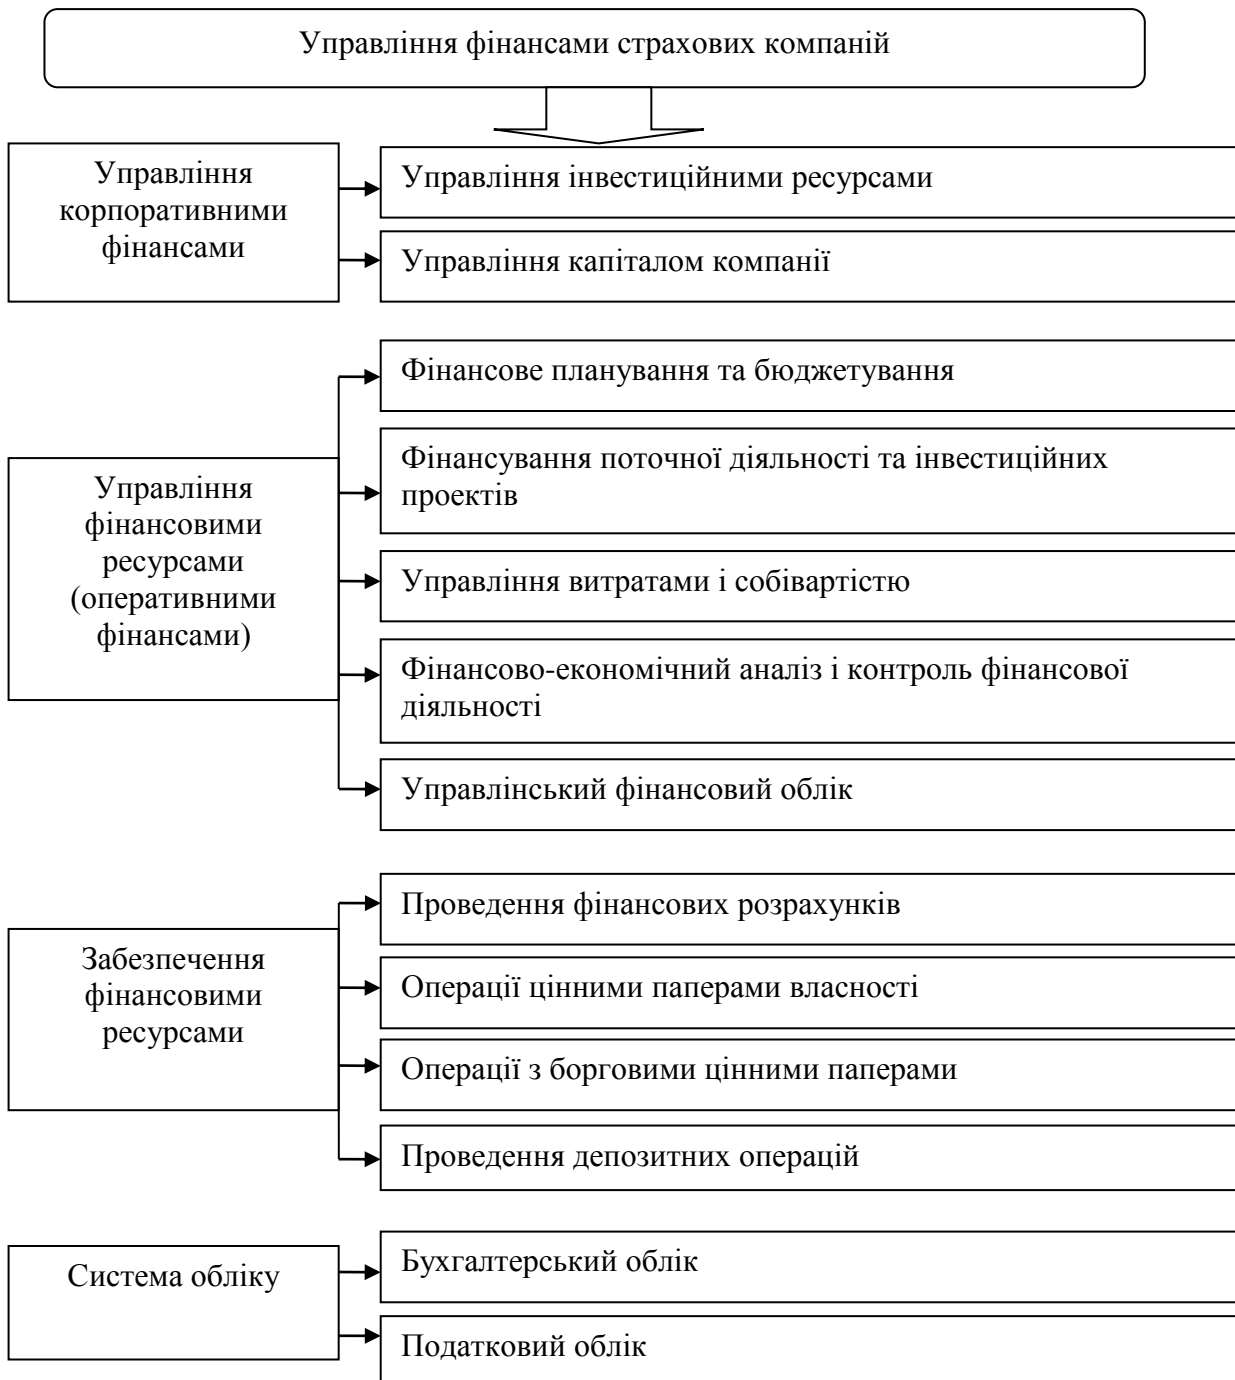 Управління фінансами страхових компаній
Управління
корпоративними
фінансами
Управління інвестиційними ресурсами
Управління капіталом компанії
Управління
фінансовими
ресурсами
(оперативними
фінансами)
Фінансове планування та бюджетування
Фінансування поточної діяльності та інвестиційних
проектів
Управління витратами і собівартістю
Фінансово-економічний аналіз і контроль фінансової
діяльності
Управлінський фінансовий облік
Забезпечення
фінансовими
ресурсами
Проведення фінансових розрахунків
Операції цінними паперами власності
Операції з борговими цінними паперами
Проведення депозитних операцій
Система обліку
Бухгалтерський облік
Податковий облік